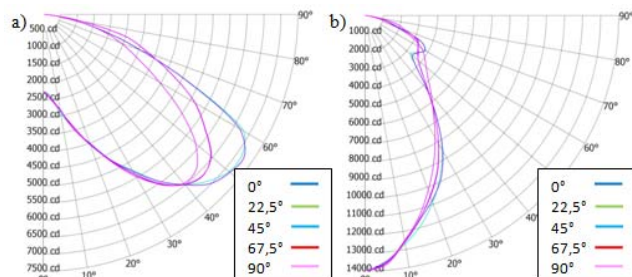 a)
500 cd
1000 cd
1500 cd
2000 cd
2500 cd
3000 cd
3500 cd
4000 cd
4500 cd
5000 cd
5500 cd
6000 cd
6500 cd
7000 cd
7500 cd
10°
20°
30°
40°
60°
70°
80°
90°
0°
22,5°
45°
67,5°
90°
b)
1000 cd
2000 cd
3000 cd
4000 cd
5000 cd
6000 cd
7000 cd
8000 cd
9000 cd
10000 cd
11000 cd
12000 cd
13000 cd
14000 cd
10°
20°
30°
40°
60°
70°
80°
90°
0°
22,5°
45°
67,5°
90°